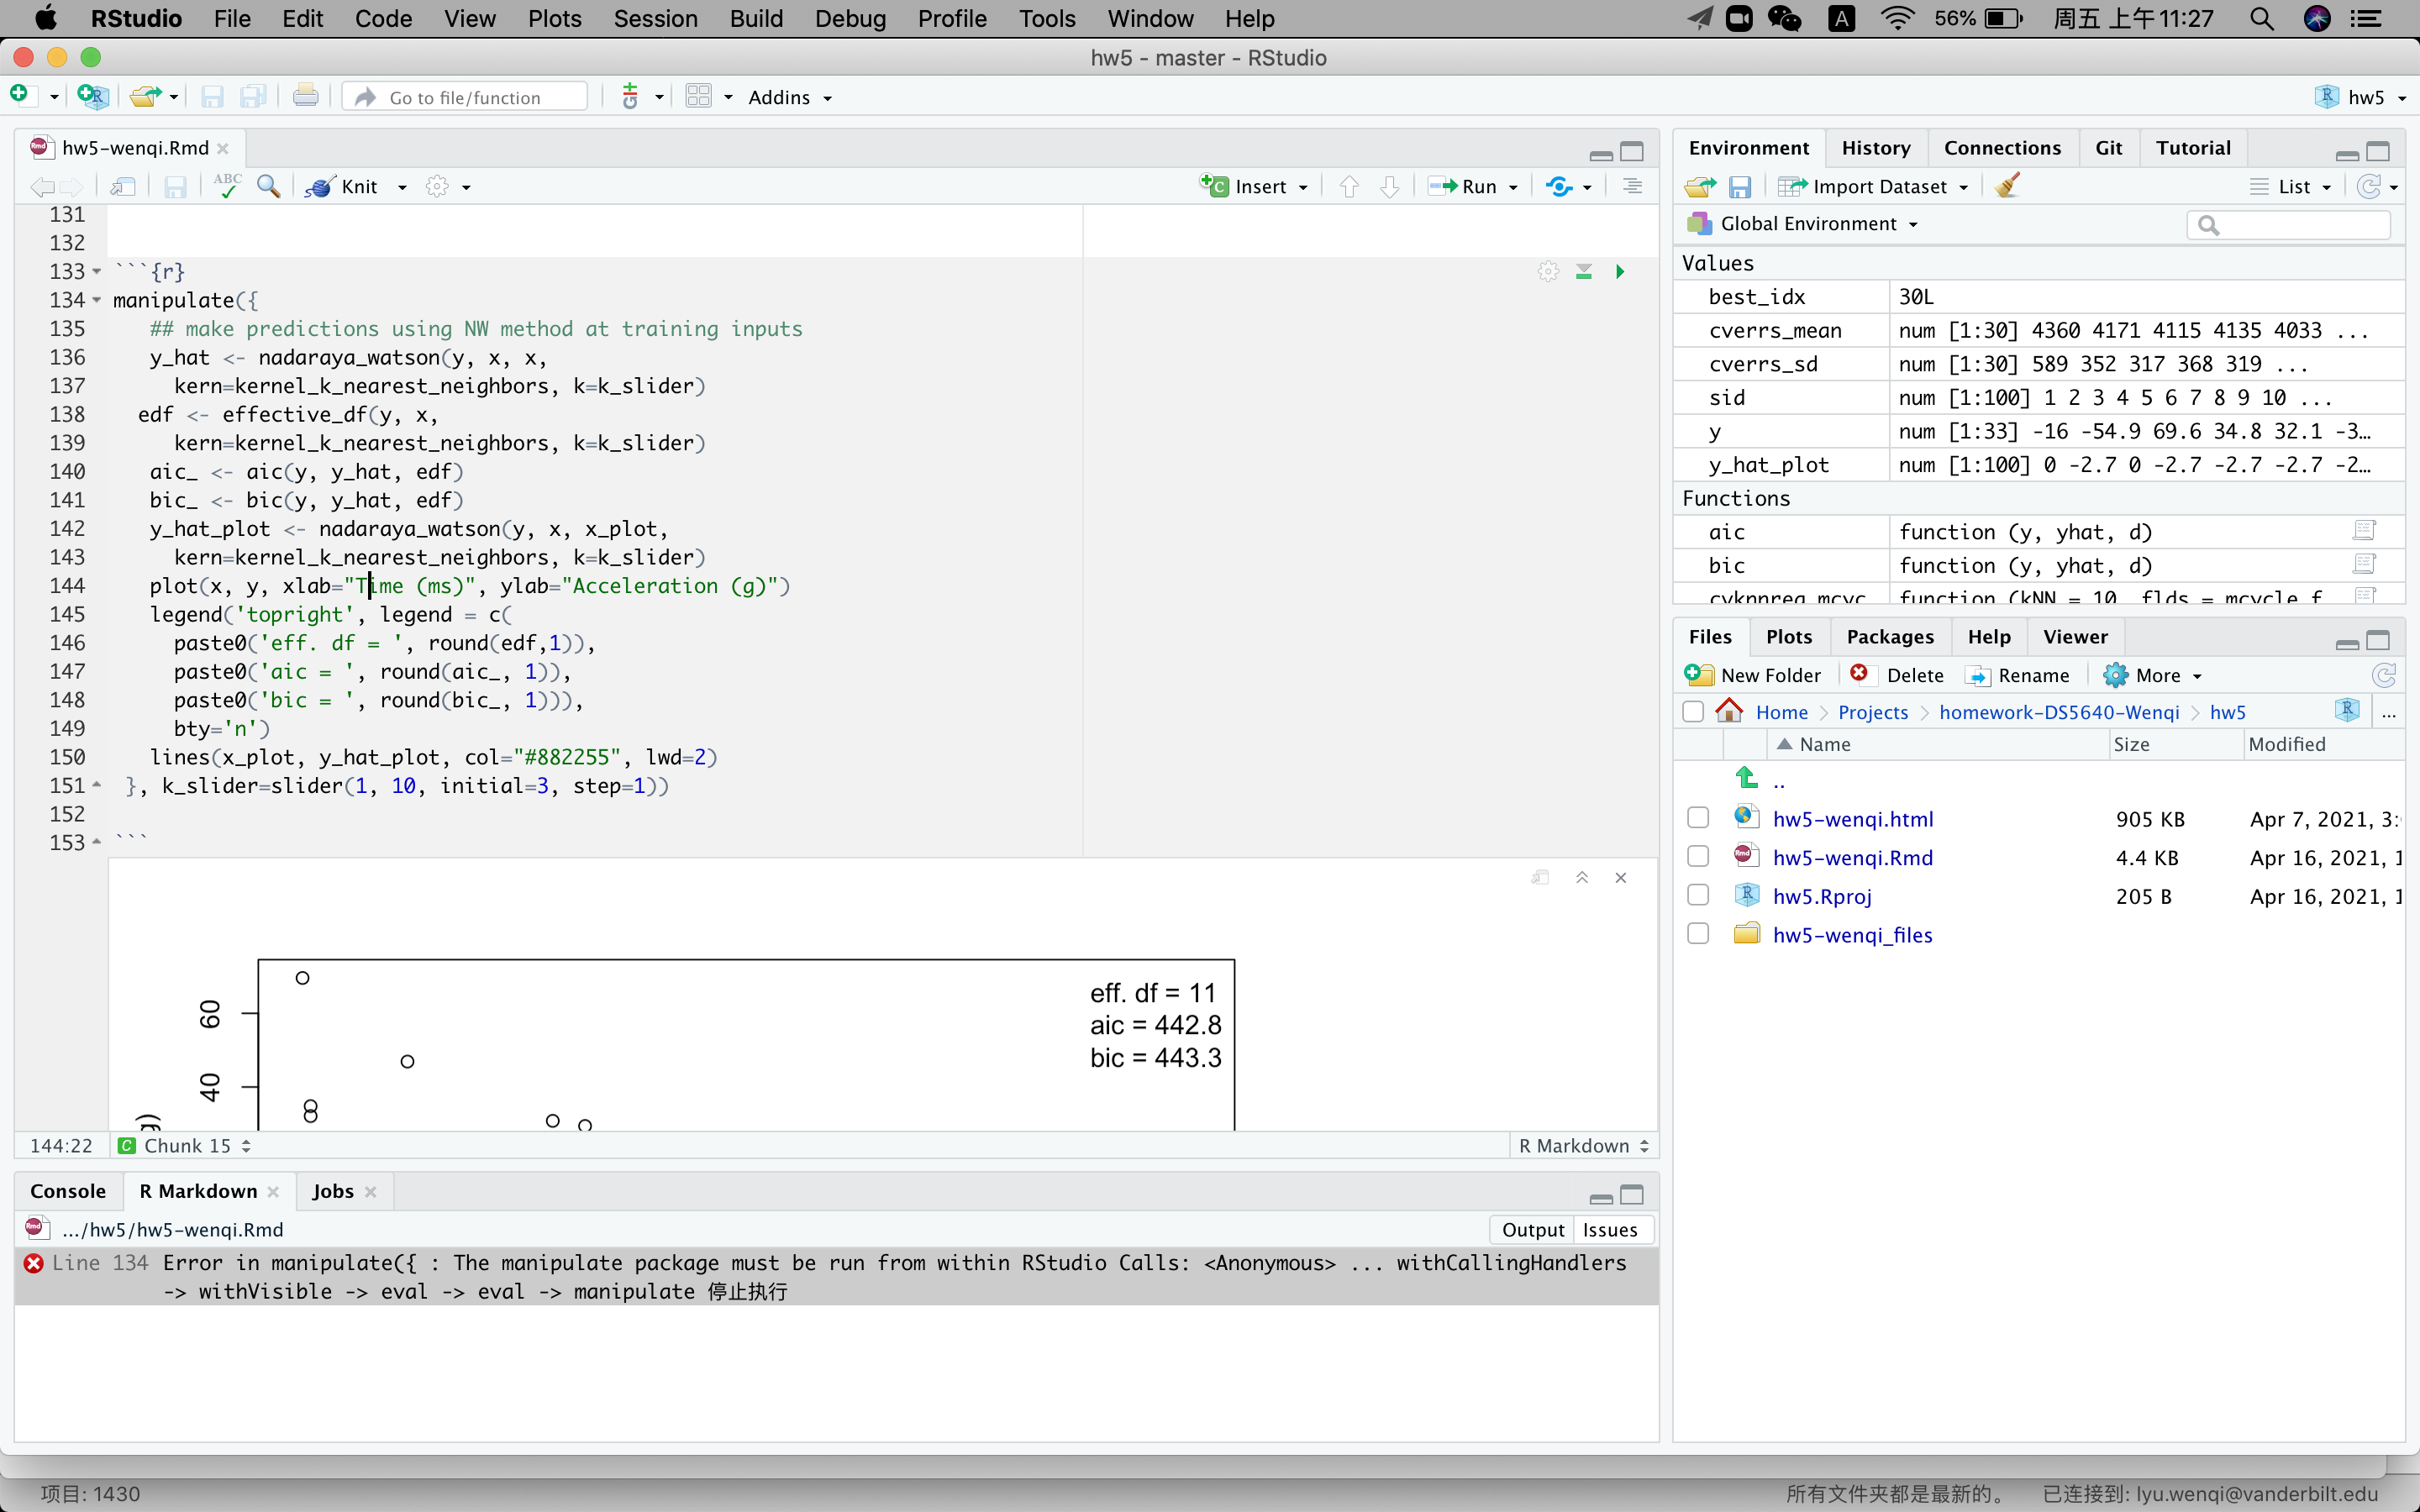 RStudio File Edit Code View Plots Session Build Debug Profile Tools Window Help A 56% 周五 上午11:27
hw5 - master - RStudio
Go to file/function Addins hw5
hw5-wenqi.Rmd
ABC Knit Insert Run
131
132
133 ```{r}
134 manipulate({
135 ## make predictions using NW method at training inputs
136 y_hat <- nadaraya_watson(y, x, x,
137 kern=kernel_k_nearest_neighbors, k=k_slider)
138 edf <- effective_df(y, x,
139 kern=kernel_k_nearest_neighbors, k=k_slider)
140 aic_ <- aic(y, y_hat, edf)
141 bic_ <- bic(y, y_hat, edf)
142 y_hat_plot <- nadaraya_watson(y, x, x_plot,
143 kern=kernel_k_nearest_neighbors, k=k_slider)
144 plot(x, y, xlab="Time (ms)", ylab="Acceleration (g)")
145 legend('topright', legend = c(
146 paste0('eff. df = ', round(edf,1)),
147 paste0('aic = ', round(aic_, 1)),
148 paste0('bic = ', round(bic_, 1))),
149 bty='n')
150 lines(x_plot, y_hat_plot, col="#882255", lwd=2)
151 }, k_slider=slider(1, 10, initial=3, step=1))
152
153 ```
60
40
g)
eff. df = 11
aic = 442.8
bic = 443.3
144:22 C Chunk 15 R Markdown
Console R Markdown Jobs
.../hw5/hw5-wenqi.Rmd Output Issues
Line 134 Error in manipulate({ : The manipulate package must be run from within RStudio Calls: <Anonymous> ... withCallingHandlers
-> withVisible -> eval -> eval -> manipulate 停止执行
Environment History Connections Git Tutorial
Import Dataset List
Global Environment
Values
best_idx 30L
cverrs_mean num [1:30] 4360 4171 4115 4135 4033 ...
cverrs_sd num [1:30] 589 352 317 368 319 ...
sid num [1:100] 1 2 3 4 5 6 7 8 9 10 ...
y num [1:33] -16 -54.9 69.6 34.8 32.1 -3…
y_hat_plot num [1:100] 0 -2.7 0 -2.7 -2.7 -2.7 -2…
Functions
aic function (y, yhat, d)
bic function (y, yhat, d)
cvknnreg_mcyc function (kNN = 10, flds = mcycle_f
Files Plots Packages Help Viewer
New Folder Delete Rename More
Home Projects homework-DS5640-Wenqi hw5 ...
Name Size Modified
..
hw5-wenqi.html 905 KB Apr 7, 2021, 3:
hw5-wenqi.Rmd 4.4 KB Apr 16, 2021, 1
hw5.Rproj 205 B Apr 16, 2021, 1
hw5-wenqi_files
项目: 1430 所有文件夹都是最新的。 已连接到: lyu.wenqi@vanderbilt.edu